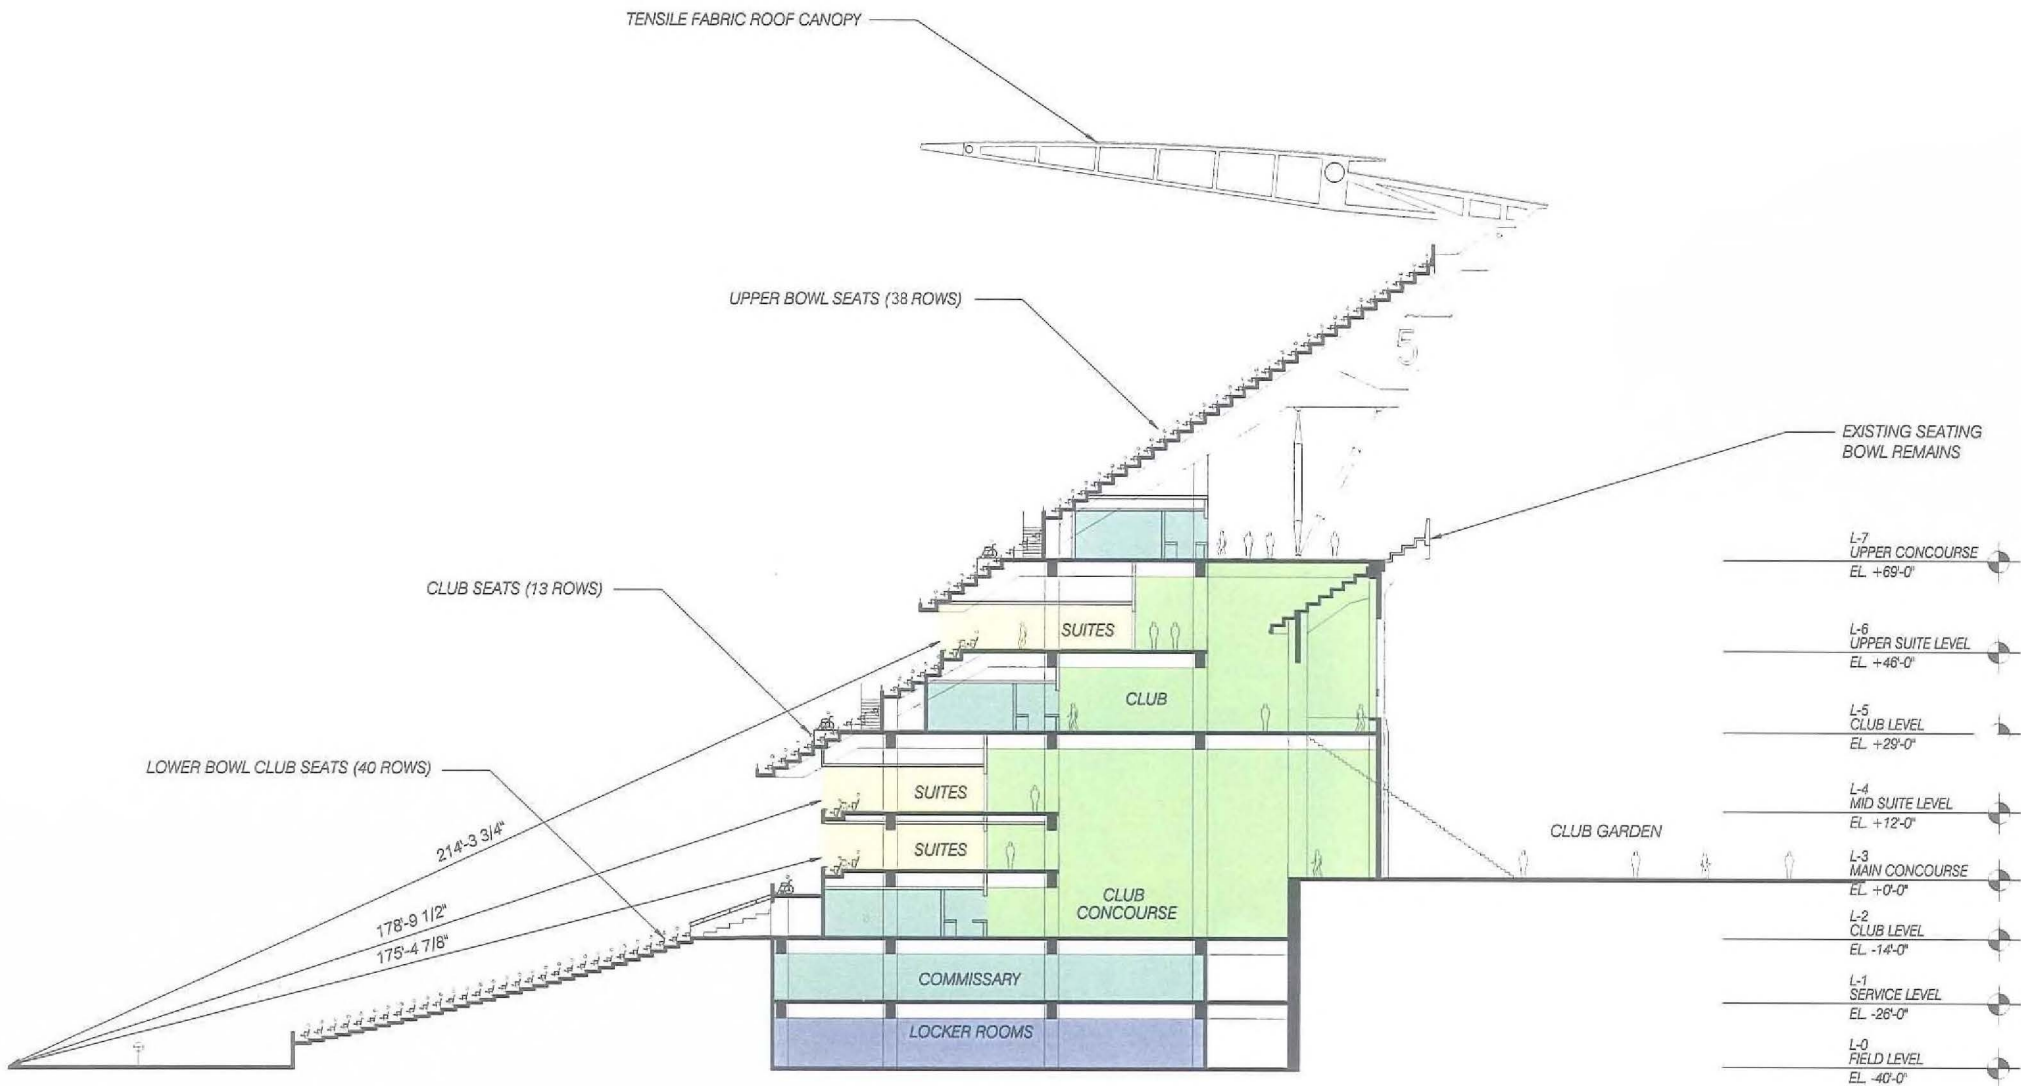 TENSILE FABRIC ROOF CANOPY
UPPER BOWL SEATS (38 ROWS)
5
EXISTING SEATING
BOWL REMAINS
CLUB SEATS (13 ROWS)
LOWER BOWL CLUB SEATS (40 ROWS)
SUITES
CLUB
SUITES
SUITES
CLUB
CONCOURSE
COMMISSARY
LOCKER ROOMS
CLUB GARDEN
214'-3 3/4"
178'-9 1/2"
175'-4 7/8"
L-7
UPPER CONCOURSE
EL. +69'-0"
L-6
UPPER SUITE LEVEL
EL. +46'-0"
L-5
CLUB LEVEL
EL. +29'-0"
L-4
MID SUITE LEVEL
EL. +12'-0"
L-3
MAIN CONCOURSE
EL. +0'-0"
L-2
CLUB LEVEL
EL. -14'-0"
L-1
SERVICE LEVEL
EL. -26'-0"
L-0
FIELD LEVEL
EL. -40'-0"